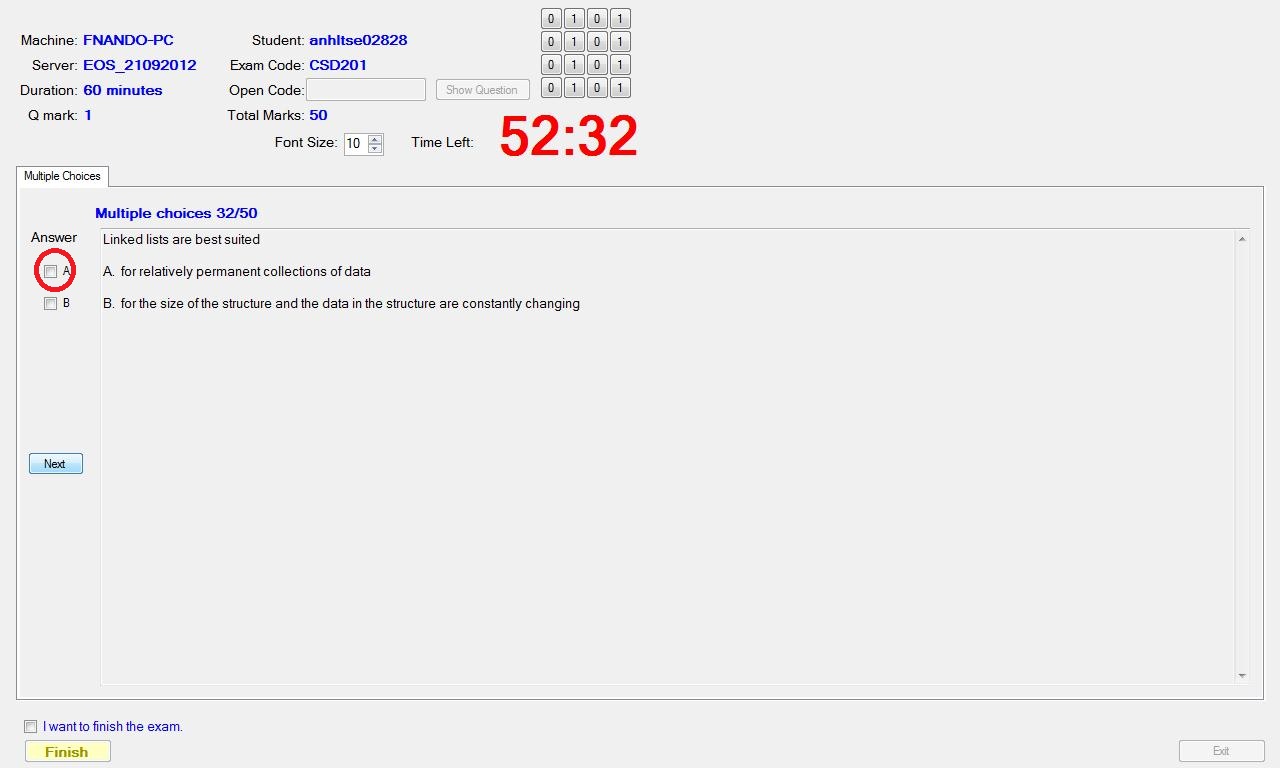 0 1 0 1
Machine: FNANDO-PC Student: anhltse02828
0 1 0 1
Server: EOS_21092012 Exam Code: CSD201
0 1 0 1
Duration: 60 minutes Open Code: Show Question
0 1 0 1
Q mark: 1 Total Marks: 50
Font Size: 10 Time Left: 52:32
Multiple Choices
Multiple choices 32/50
Answer
Linked lists are best suited
A A. for relatively permanent collections of data
B B. for the size of the structure and the data in the structure are constantly changing
Next
I want to finish the exam.
Finish Exit